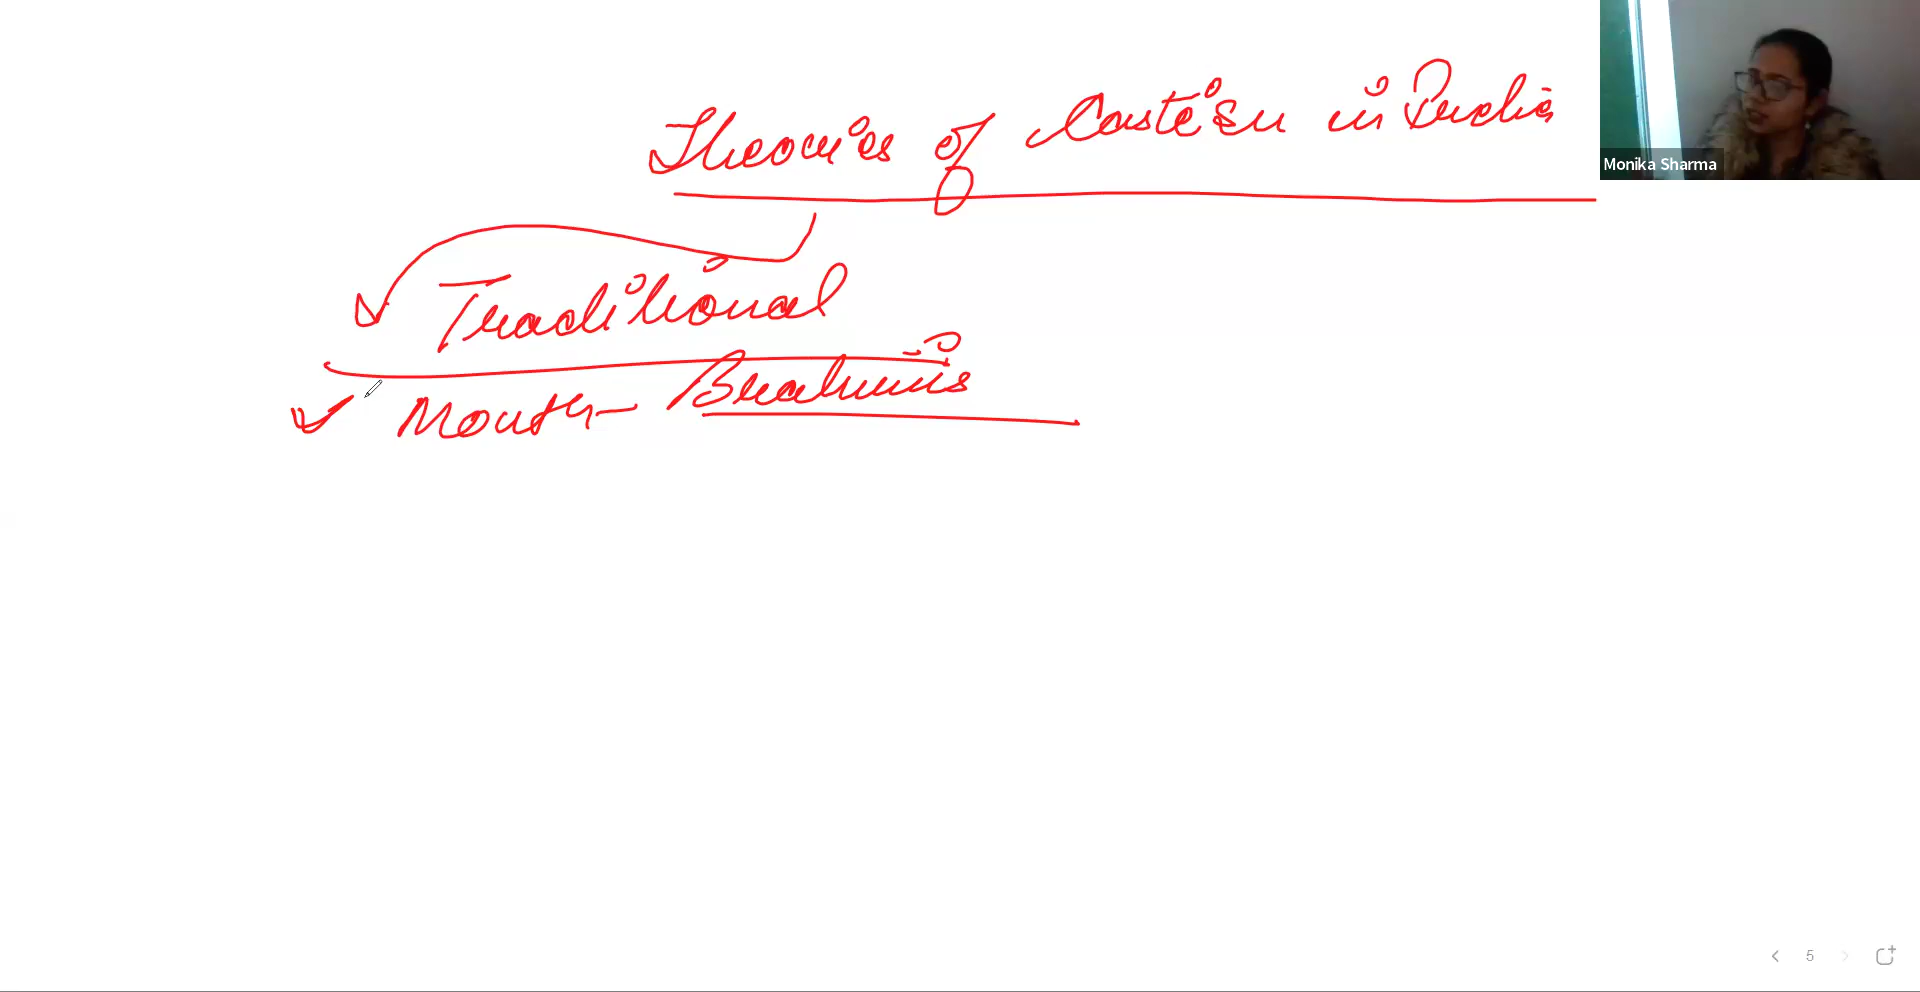 Theories of Casteism in India
Monika Sharma
Traditional
Mouth - Brahmins
5